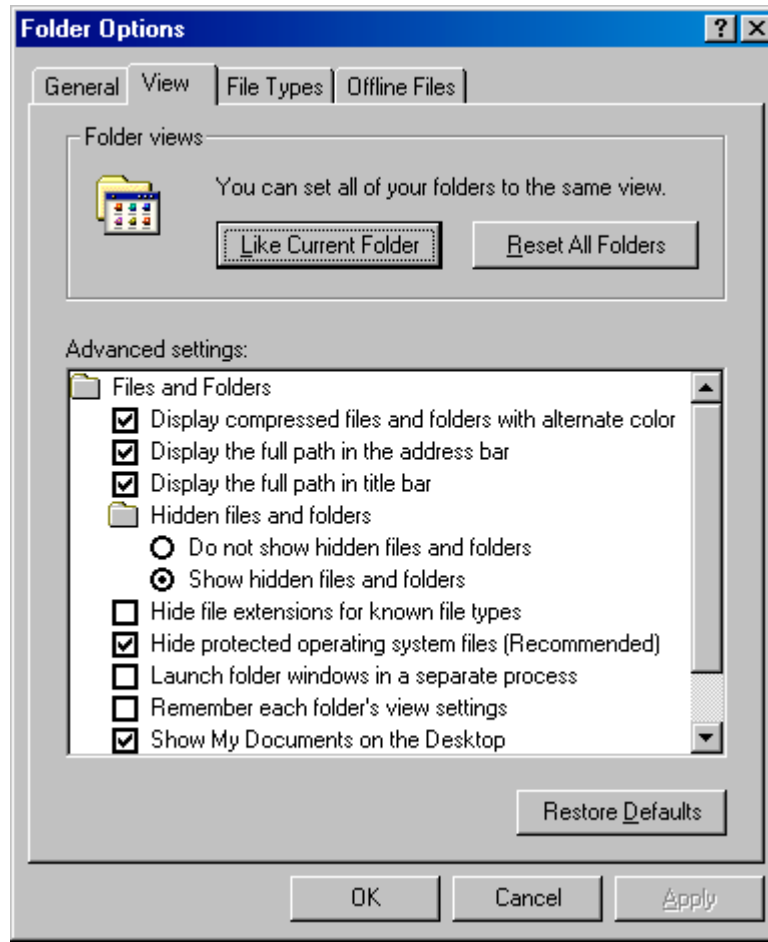 Folder Options
General View File Types Offline Files
Folder views
You can set all of your folders to the same view.
Like Current Folder Reset All Folders
Advanced settings:
Files and Folders
Display compressed files and folders with alternate color
Display the full path in the address bar
Display the full path in title bar
Hidden files and folders
Do not show hidden files and folders
Show hidden files and folders
Hide file extensions for known file types
Hide protected operating system files (Recommended)
Launch folder windows in a separate process
Remember each folder's view settings
Show My Documents on the Desktop
Restore Defaults
OK Cancel Apply